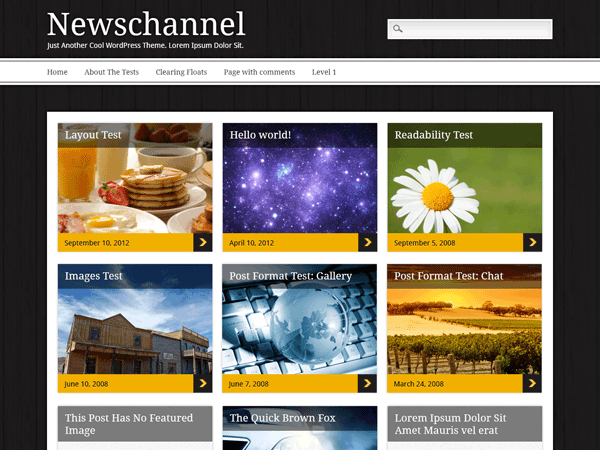 Newschannel
Just Another Cool WordPress Theme. Lorem Ipsum Dolor Sit.
Home About The Tests Clearing Floats Page with comments Level 1
Layout Test
Hello world!
Readability Test
September 10, 2012
April 10, 2012
September 5, 2008
Images Test
Post Format Test: Gallery
Post Format Test: Chat
June 10, 2008
June 7, 2008
March 24, 2008
This Post Has No Featured
Image
The Quick Brown Fox
Lorem Ipsum Dolor Sit
Amet Mauris vel erat